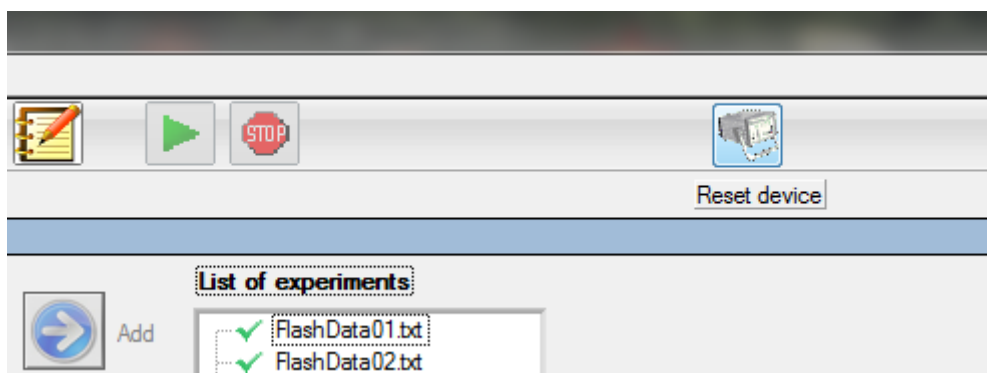 STOP
Reset device
List of experiments
Add
FlashData01.txt
FlashData02.txt